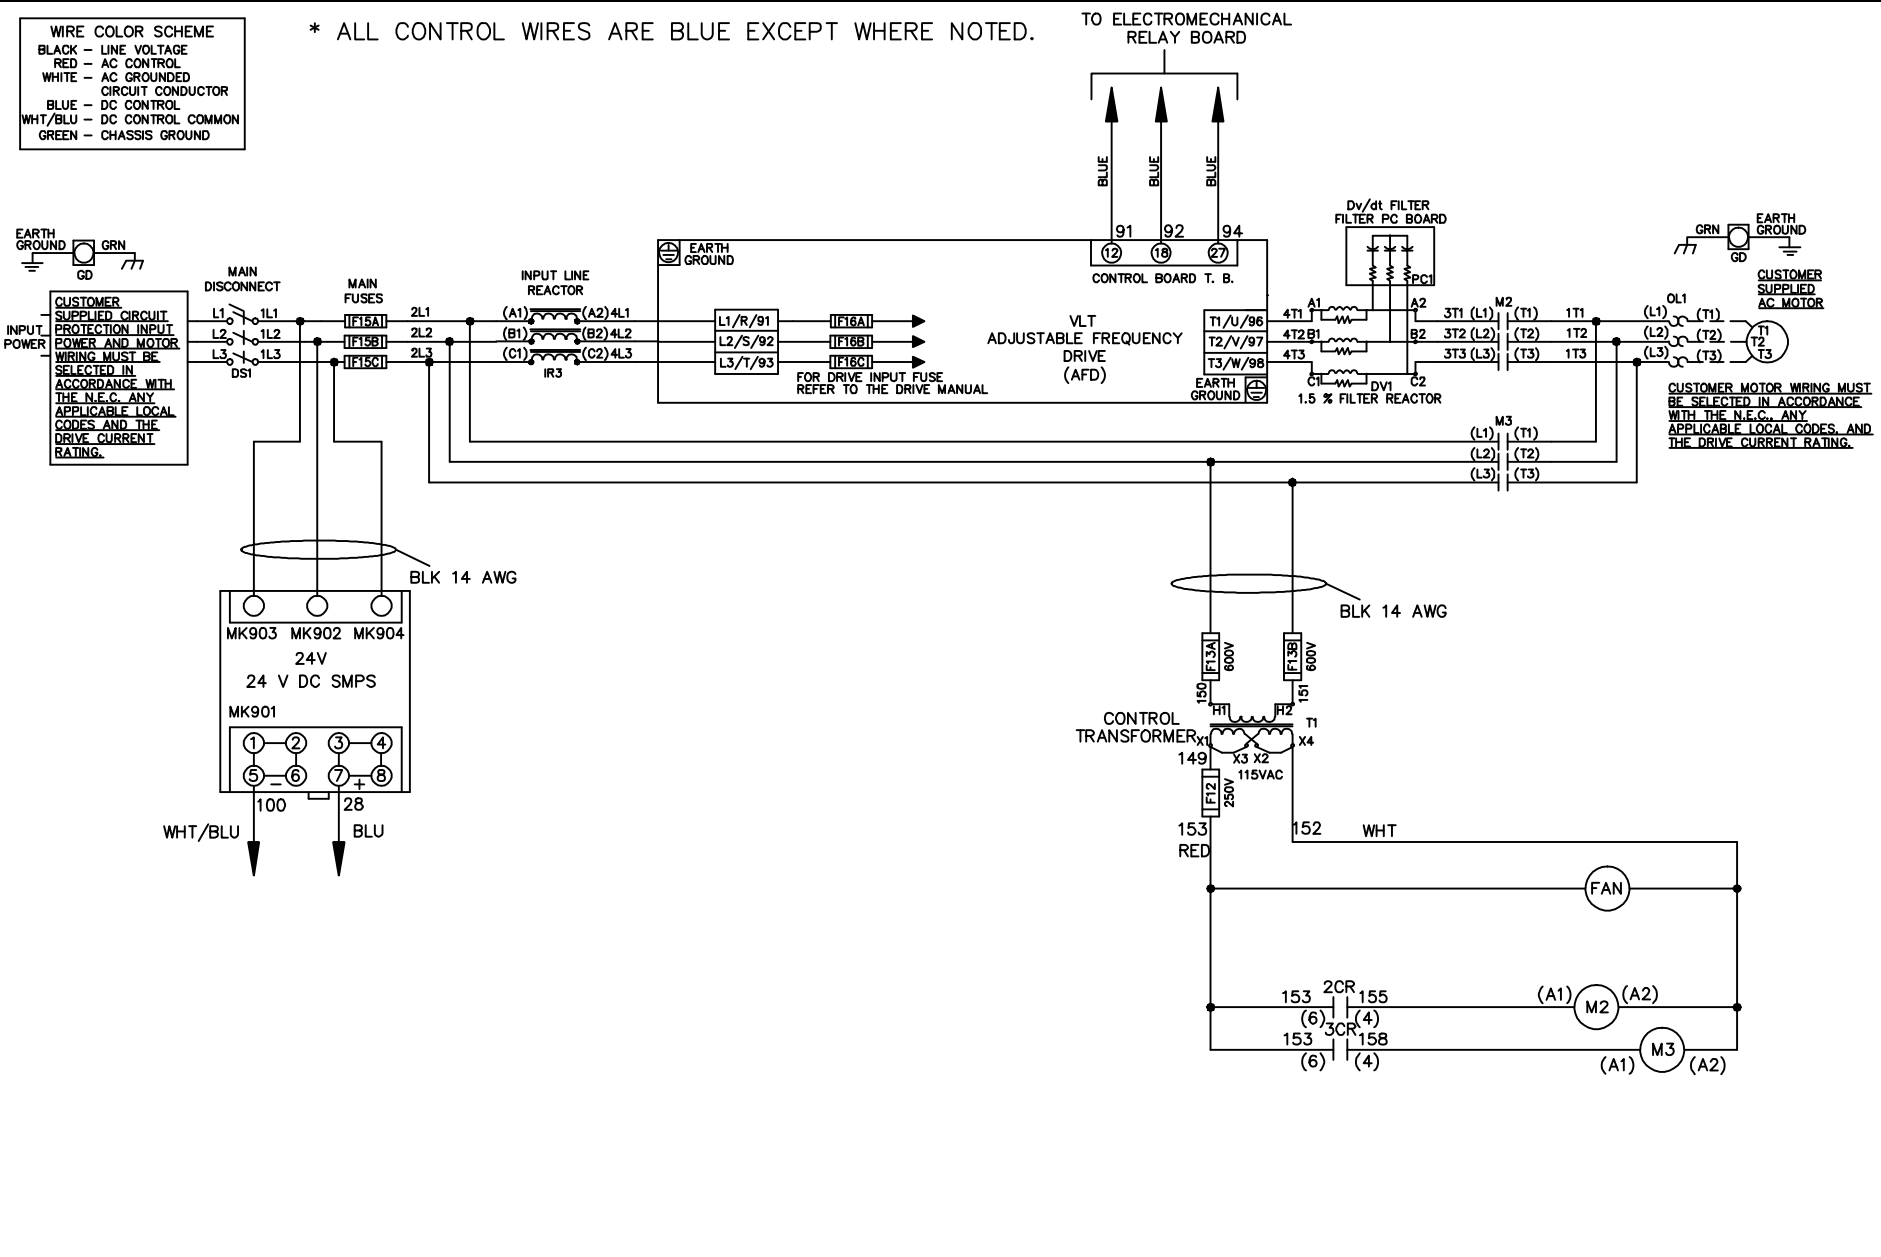 WIRE COLOR SCHEME
BLACK – LINE VOLTAGE
RED – AC CONTROL
WHITE – AC GROUNDED
CIRCUIT CONDUCTOR
BLUE – DC CONTROL
WHT/BLU – DC CONTROL COMMON
GREEN – CHASSIS GROUND
* ALL CONTROL WIRES ARE BLUE EXCEPT WHERE NOTED.
TO ELECTROMECHANICAL
RELAY BOARD
BLUE
BLUE
BLUE
91 92 94
12 18 27
CONTROL BOARD T. B.
EARTH
GROUND
GRN
GD
INPUT
POWER
CUSTOMER
SUPPLIED CIRCUIT
PROTECTION INPUT
POWER AND MOTOR
WIRING MUST BE
SELECTED IN
ACCORDANCE WITH
THE N.E.C. ANY
APPLICABLE LOCAL
CODES AND THE
DRIVE CURRENT
RATING.
MAIN
DISCONNECT
L1 1L1
L2 1L2
L3 1L3
DS1
MAIN
FUSES
F15A
F15B
F15C
2L1
2L2
2L3
INPUT LINE
REACTOR
(A1) (A2) 4L1
(B1) (B2) 4L2
(C1) (C2) 4L3
IR3
EARTH
GROUND
L1/R/91
L2/S/92
L3/T/93
F16A
F16B
F16C
FOR DRIVE INPUT FUSE
REFER TO THE DRIVE MANUAL
VLT
ADJUSTABLE FREQUENCY
DRIVE
(AFD)
T1/U/96
T2/V/97
T3/W/98
EARTH
GROUND
Dv/dt FILTER
FILTER PC BOARD
PC1
4T1 A1 A2
4T2 B1 B2
4T3
C1 DV1 C2
1.5 % FILTER REACTOR
M2
3T1 (L1) (T1) 1T1
3T2 (L2) (T2) 1T2
3T3 (L3) (T3) 1T3
M3
(L1) (T1)
(L2) (T2)
(L3) (T3)
OL1
(L1) (T1)
(L2) (T2)
(L3) (T3)
T1
T2
T3
GRN
GD
EARTH
GROUND
CUSTOMER
SUPPLIED
AC MOTOR
CUSTOMER MOTOR WIRING MUST
BE SELECTED IN ACCORDANCE
WITH THE N.E.C., ANY
APPLICABLE LOCAL CODES, AND
THE DRIVE CURRENT RATING.
BLK 14 AWG
MK903 MK902 MK904
24V
24 V DC SMPS
MK901
1 2 3 4
5 – 6 7 + 8
100 28
WHT/BLU BLU
BLK 14 AWG
F13A 600V
F13B 600V
150 151
H1 H2
T1
CONTROL
TRANSFORMER
X1 X3 X2 X4
149
115VAC
F12 250V
153
RED
152 WHT
FAN
153 2CR 155
(6) (4)
(A1) M2 (A2)
153 3CR 158
(6) (4)
(A1) M3 (A2)